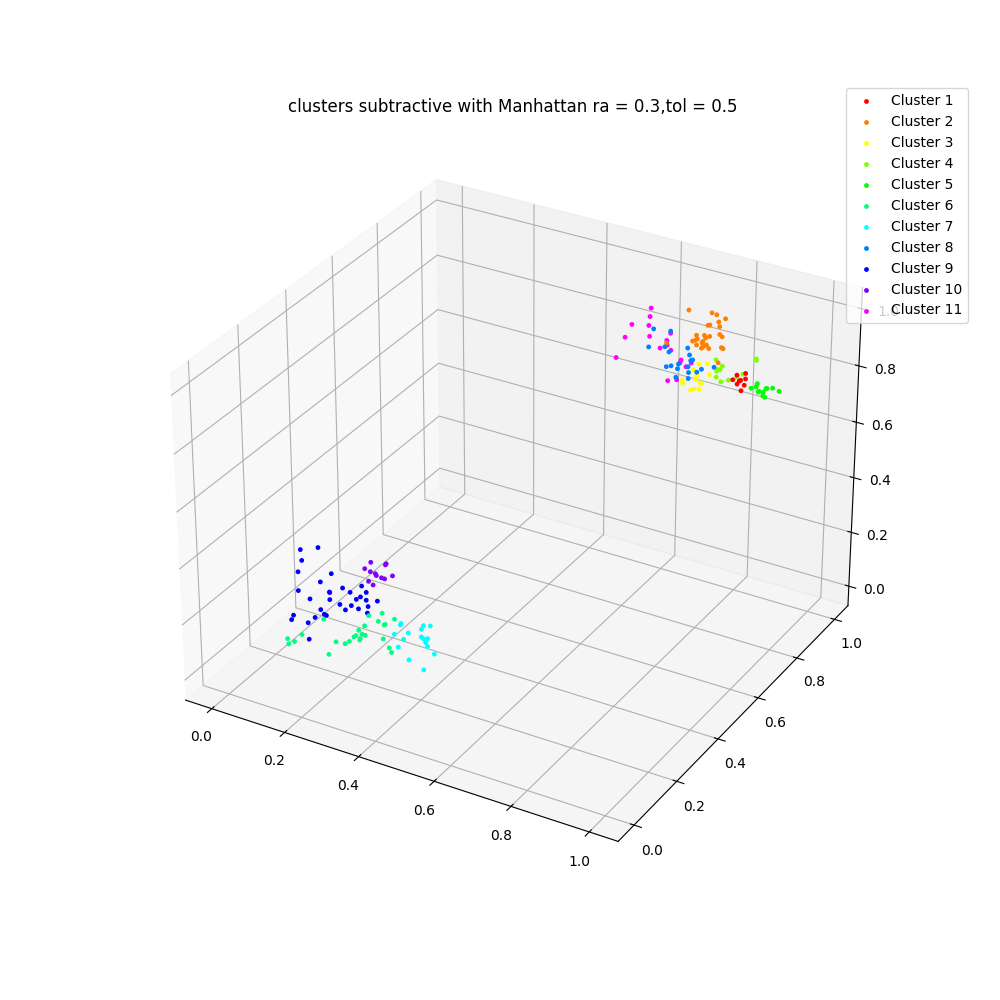 clusters subtractive with Manhattan ra = 0.3,tol = 0.5
Cluster 1
Cluster 2
Cluster 3
Cluster 4
Cluster 5
Cluster 6
Cluster 7
Cluster 8
Cluster 9
Cluster 10
Cluster 11
0.8
0.6
0.4
0.2
0.0
1.0
0.8
0.6
0.4
0.2
0.0
0.0
0.2
0.4
0.6
0.8
1.0